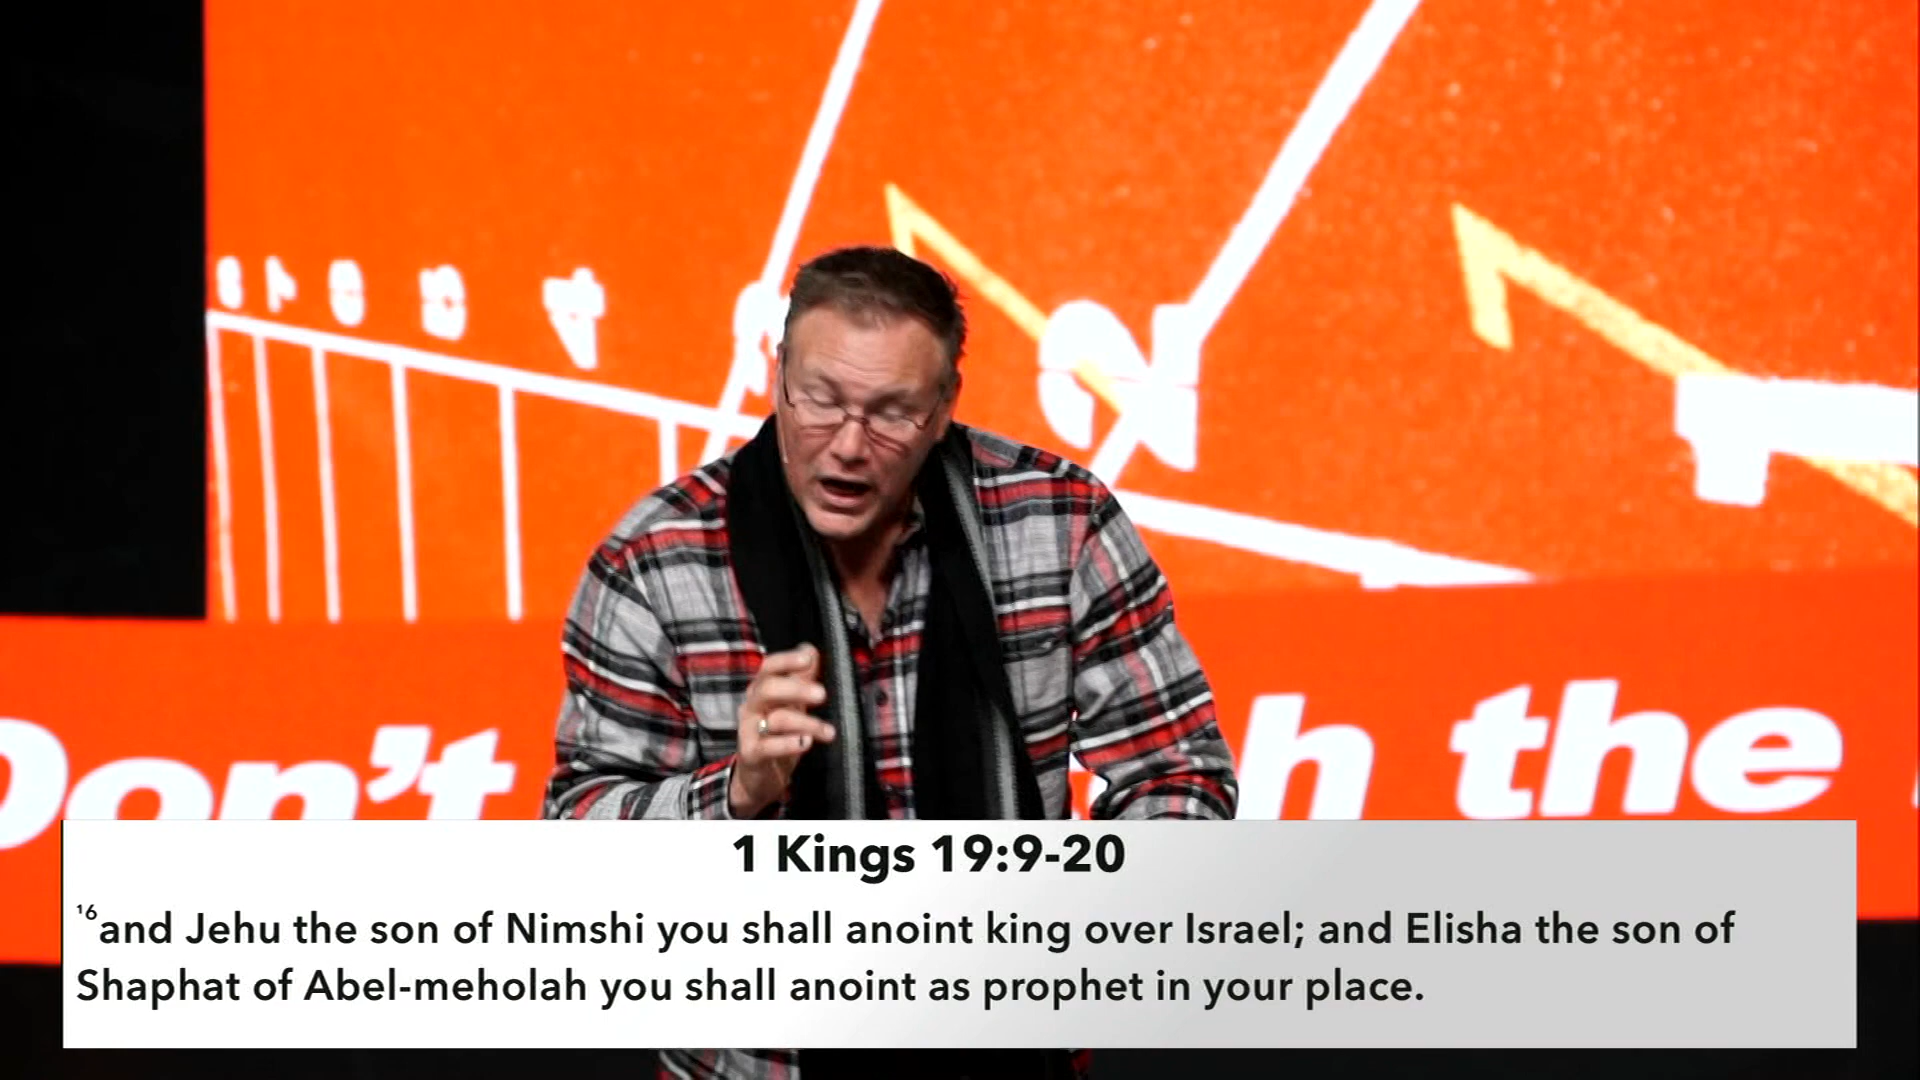 Don't
h the
1 Kings 19:9-20
16and Jehu the son of Nimshi you shall anoint king over Israel; and Elisha the son of
Shaphat of Abel-meholah you shall anoint as prophet in your place.